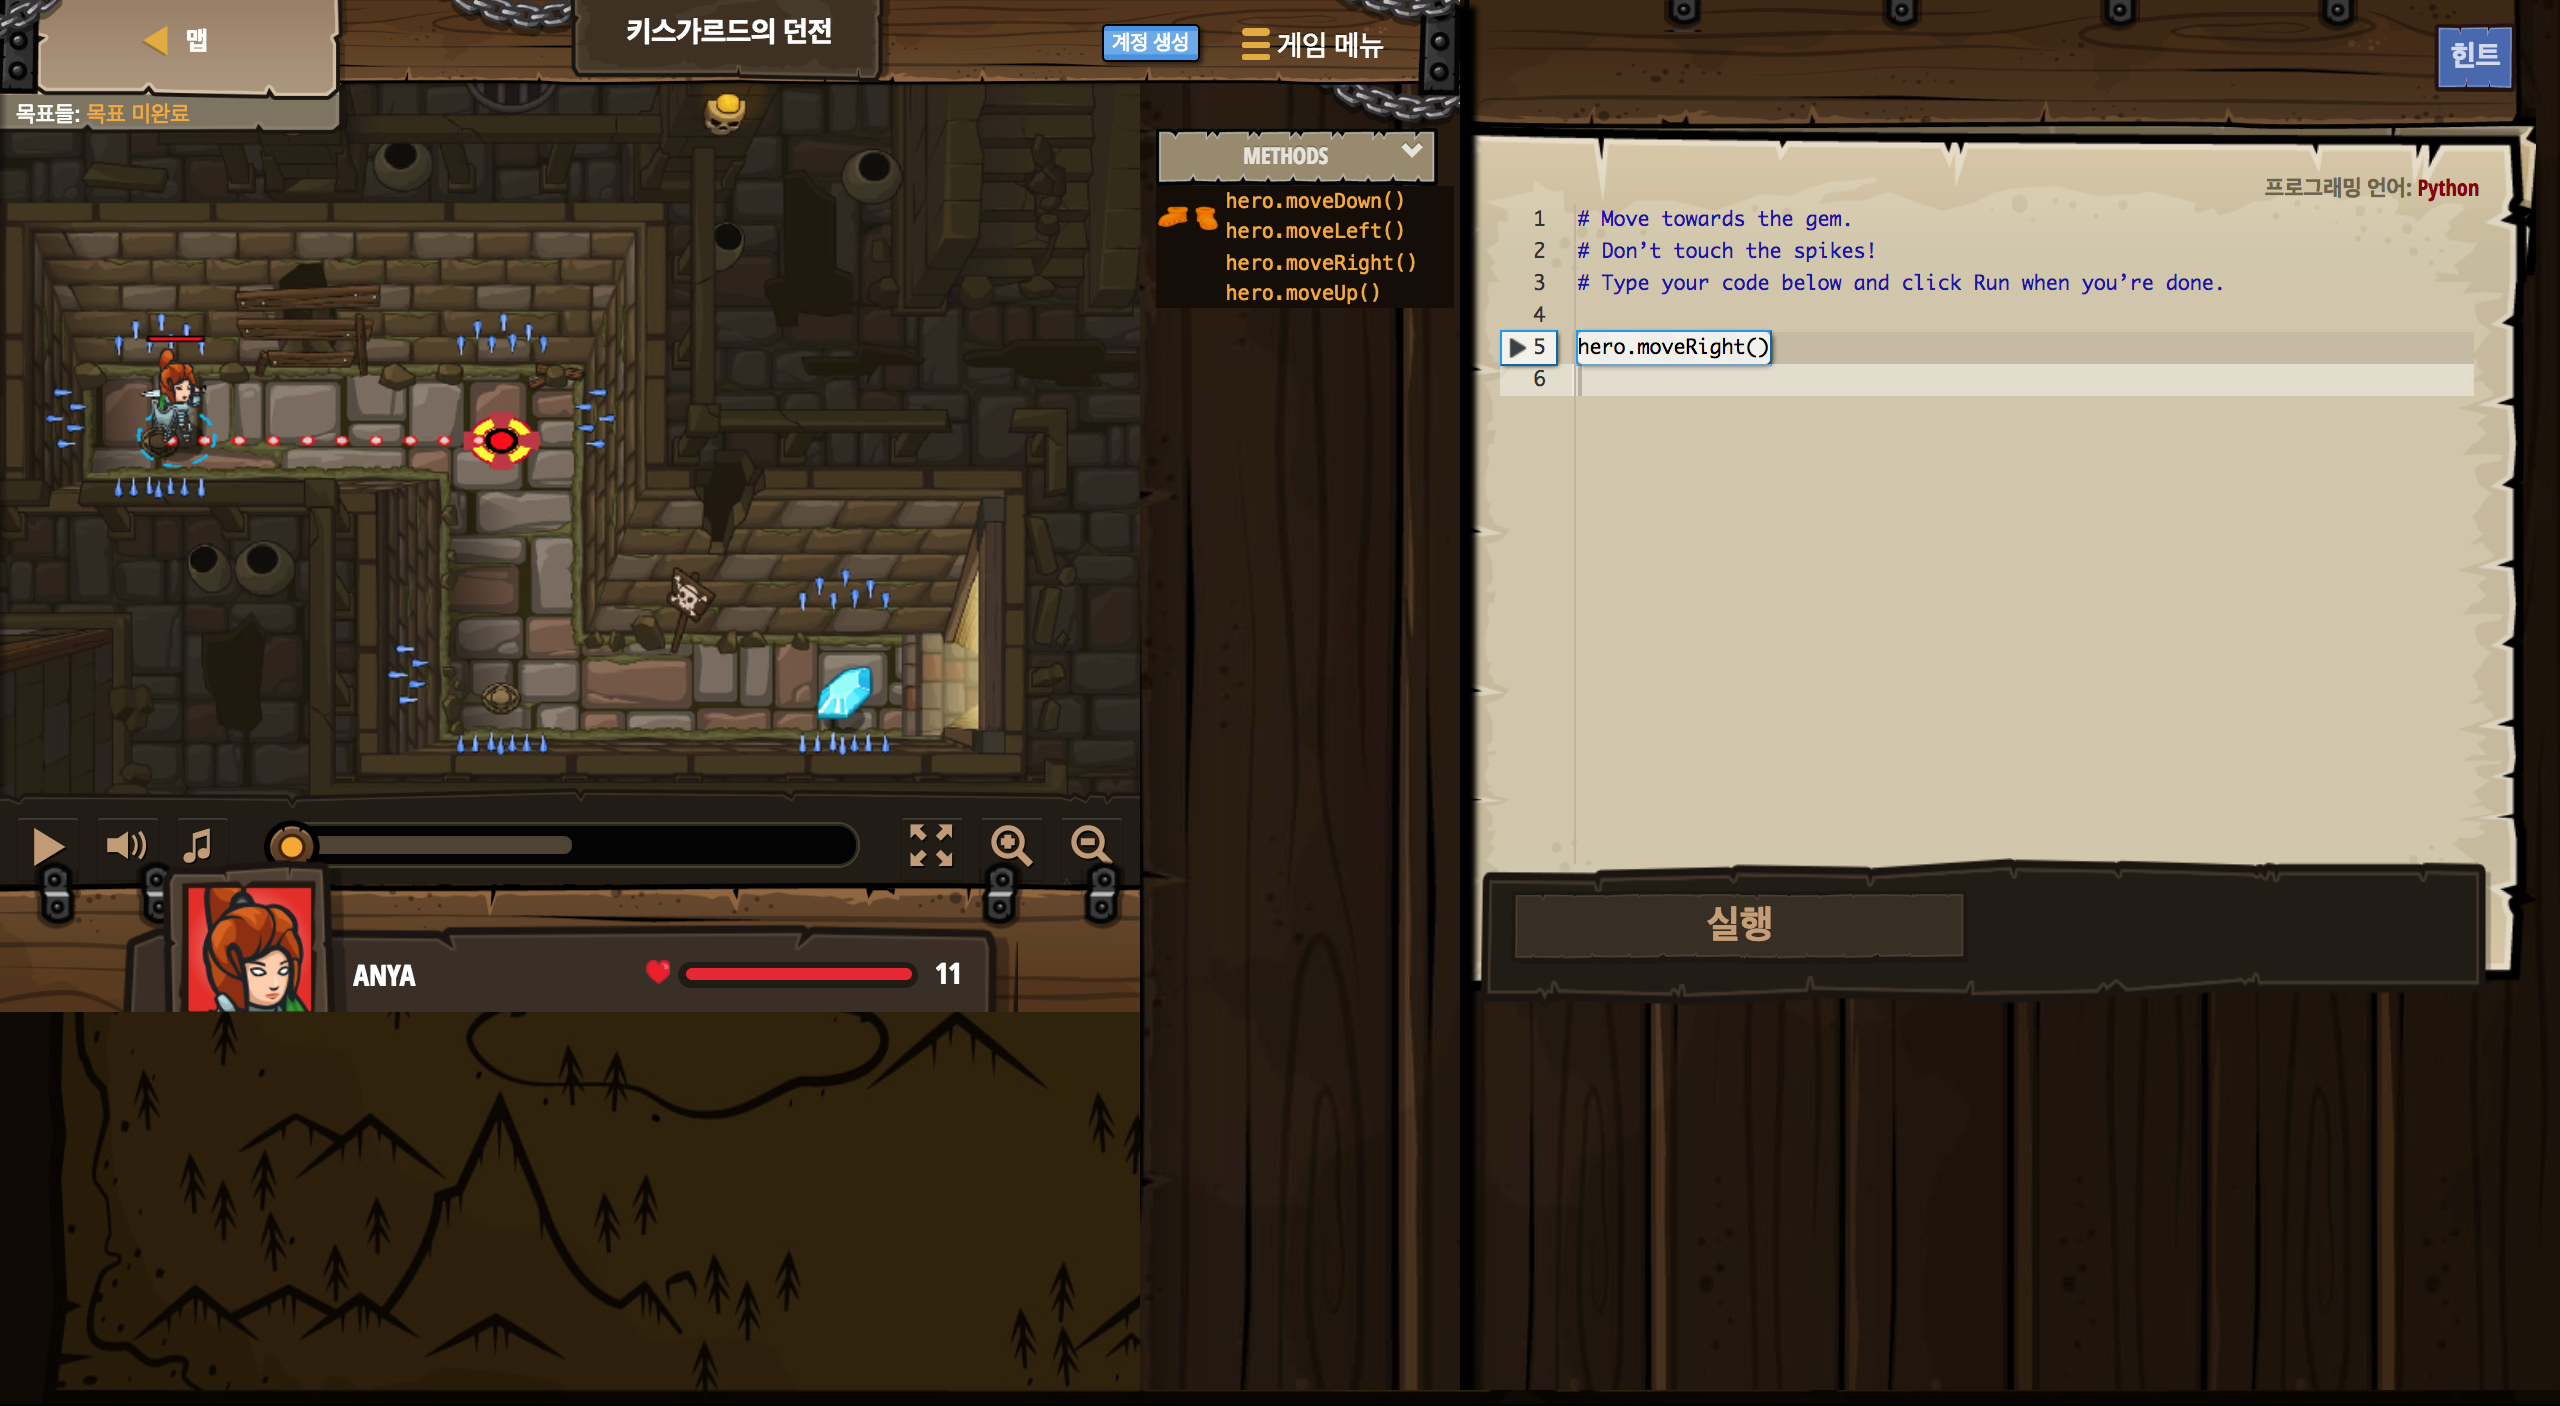 맵
키스가르드의 던전
계정 생성
게임 메뉴
힌트
목표들: 목표 미완료
METHODS
hero.moveDown()
hero.moveLeft()
hero.moveRight()
hero.moveUp()
프로그래밍 언어: Python
1 # Move towards the gem.
2 # Don’t touch the spikes!
3 # Type your code below and click Run when you’re done.
4
5 hero.moveRight()
6
실행
ANYA
11